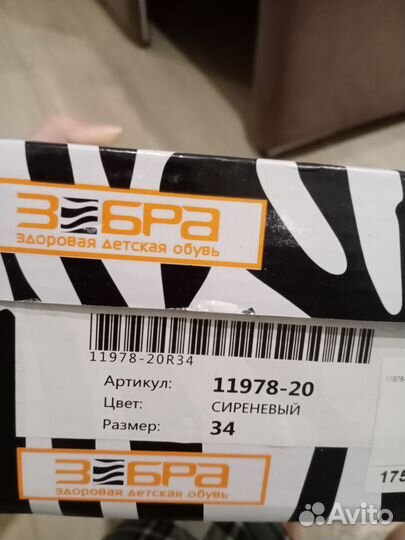 ЗЕБРА
здоровая детская обувь
11978-20R34
Артикул: 11978-20
Цвет: СИРЕНЕВЫЙ
Размер: 34
ЗЕБРА
здоровая детская обувь
Avito